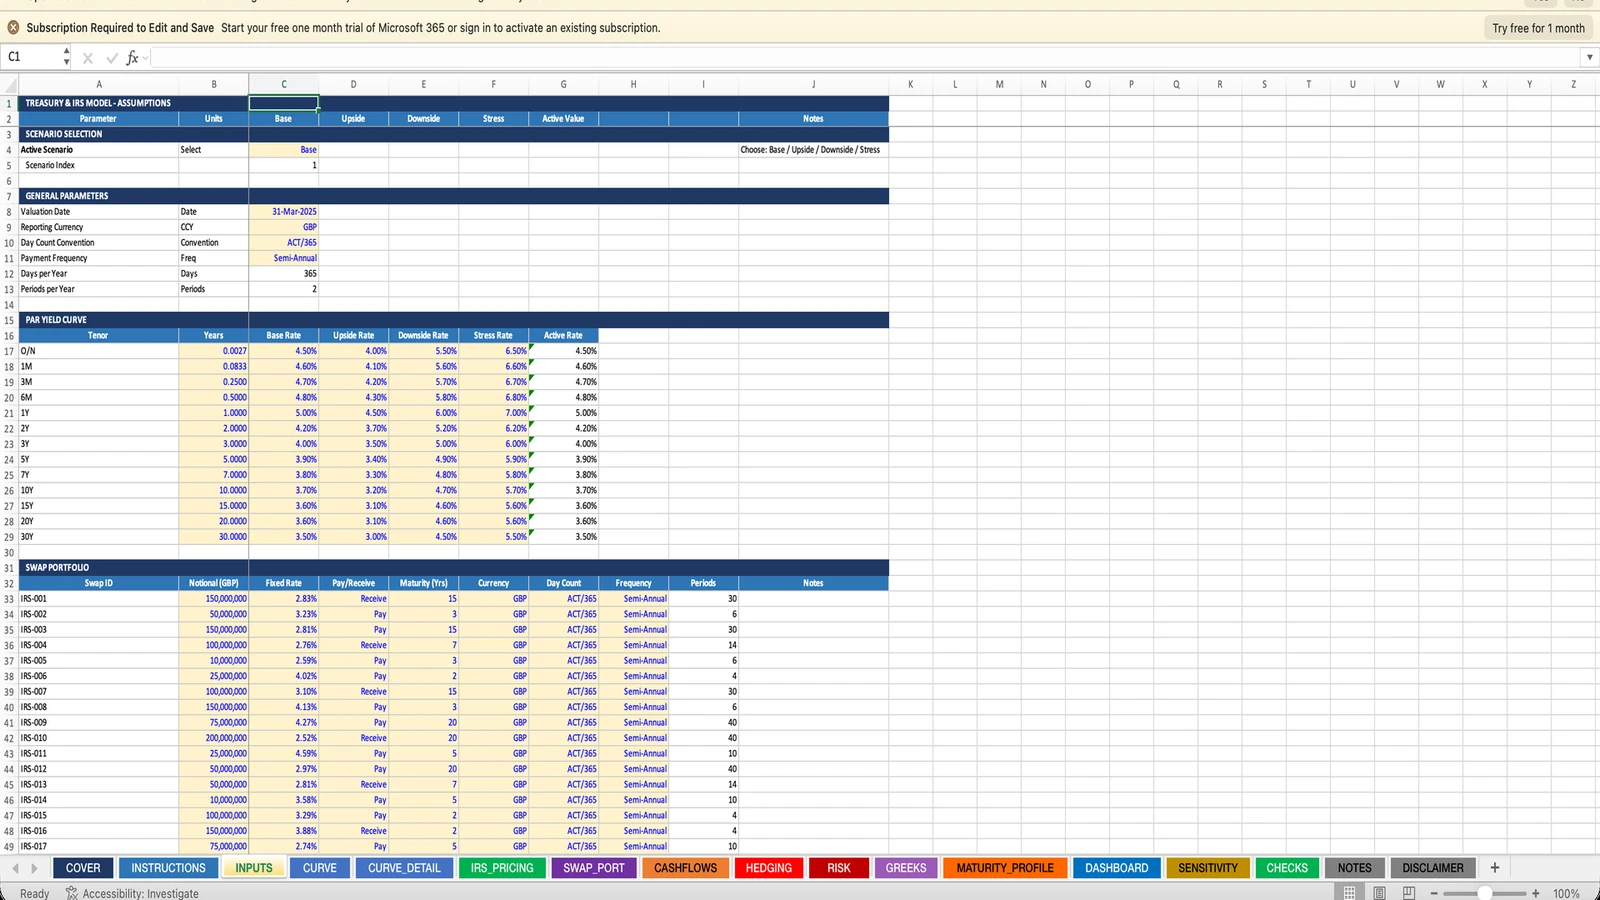 Subscription Required to Edit and Save Start your free one month trial of Microsoft 365 or sign in to activate an existing subscription. Try free for 1 month
C1 fx
A B C D E F G H I J K L M N O P Q R S T U V W X Y Z
1 TREASURY & IRS MODEL - ASSUMPTIONS
2 Parameter Units Base Upside Downside Stress Active Value Notes
3 SCENARIO SELECTION
4 Active Scenario Select Base Choose: Base / Upside / Downside / Stress
5 Scenario Index 1
6
7 GENERAL PARAMETERS
8 Valuation Date Date 31-Mar-2025
9 Reporting Currency CCY GBP
10 Day Count Convention Convention ACT/365
11 Payment Frequency Freq Semi-Annual
12 Days per Year Days 365
13 Periods per Year Periods 2
14
15 PAR YIELD CURVE
16 Tenor Years Base Rate Upside Rate Downside Rate Stress Rate Active Rate
17 O/N 0.0027 4.50% 4.00% 5.50% 6.50% 4.50%
18 1M 0.0833 4.60% 4.10% 5.60% 6.60% 4.60%
19 3M 0.2500 4.70% 4.20% 5.70% 6.70% 4.70%
20 6M 0.5000 4.80% 4.30% 5.80% 6.80% 4.80%
21 1Y 1.0000 5.00% 4.50% 6.00% 7.00% 5.00%
22 2Y 2.0000 4.20% 3.70% 5.20% 6.20% 4.20%
23 3Y 3.0000 4.00% 3.50% 5.00% 6.00% 4.00%
24 5Y 5.0000 3.90% 3.40% 4.90% 5.90% 3.90%
25 7Y 7.0000 3.80% 3.30% 4.80% 5.80% 3.80%
26 10Y 10.0000 3.70% 3.20% 4.70% 5.70% 3.70%
27 15Y 15.0000 3.60% 3.10% 4.60% 5.60% 3.60%
28 20Y 20.0000 3.60% 3.10% 4.60% 5.60% 3.60%
29 30Y 30.0000 3.50% 3.00% 4.50% 5.50% 3.50%
30
31 SWAP PORTFOLIO
32 Swap ID Notional (GBP) Fixed Rate Pay/Receive Maturity (Yrs) Currency Day Count Frequency Periods Notes
33 IRS-001 150,000,000 2.83% Receive 15 GBP ACT/365 Semi-Annual 30
34 IRS-002 50,000,000 3.23% Pay 3 GBP ACT/365 Semi-Annual 6
35 IRS-003 150,000,000 2.81% Pay 15 GBP ACT/365 Semi-Annual 30
36 IRS-004 100,000,000 2.76% Receive 7 GBP ACT/365 Semi-Annual 14
37 IRS-005 10,000,000 2.59% Pay 3 GBP ACT/365 Semi-Annual 6
38 IRS-006 25,000,000 4.02% Pay 2 GBP ACT/365 Semi-Annual 4
39 IRS-007 100,000,000 3.10% Receive 15 GBP ACT/365 Semi-Annual 30
40 IRS-008 150,000,000 4.13% Pay 3 GBP ACT/365 Semi-Annual 6
41 IRS-009 75,000,000 4.27% Pay 20 GBP ACT/365 Semi-Annual 40
42 IRS-010 200,000,000 2.52% Receive 20 GBP ACT/365 Semi-Annual 40
43 IRS-011 25,000,000 4.59% Pay 5 GBP ACT/365 Semi-Annual 10
44 IRS-012 50,000,000 2.97% Pay 20 GBP ACT/365 Semi-Annual 40
45 IRS-013 50,000,000 2.81% Receive 7 GBP ACT/365 Semi-Annual 14
46 IRS-014 10,000,000 3.58% Pay 5 GBP ACT/365 Semi-Annual 10
47 IRS-015 100,000,000 3.29% Pay 2 GBP ACT/365 Semi-Annual 4
48 IRS-016 150,000,000 3.88% Receive 2 GBP ACT/365 Semi-Annual 4
49 IRS-017 75,000,000 2.74% Pay 5 GBP ACT/365 Semi-Annual 10
COVER INSTRUCTIONS INPUTS CURVE CURVE_DETAIL IRS_PRICING SWAP_PORT CASHFLOWS HEDGING RISK GREEKS MATURITY_PROFILE DASHBOARD SENSITIVITY CHECKS NOTES DISCLAIMER +
Ready Accessibility: Investigate 100%